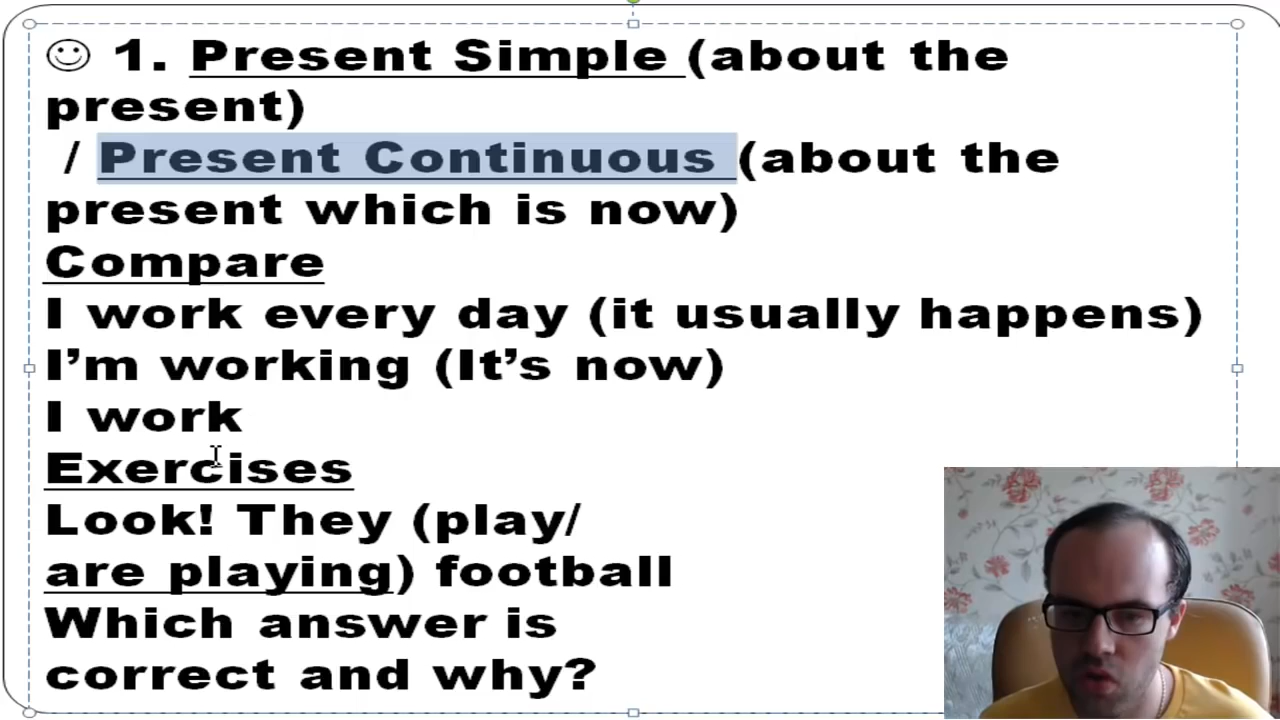 ☺ 1. Present Simple (about the
present)
/ Present Continuous (about the
present which is now)
Compare
I work every day (it usually happens)
I’m working (It’s now)
I work
Exercises
Look! They (play/
are playing) football
Which answer is
correct and why?